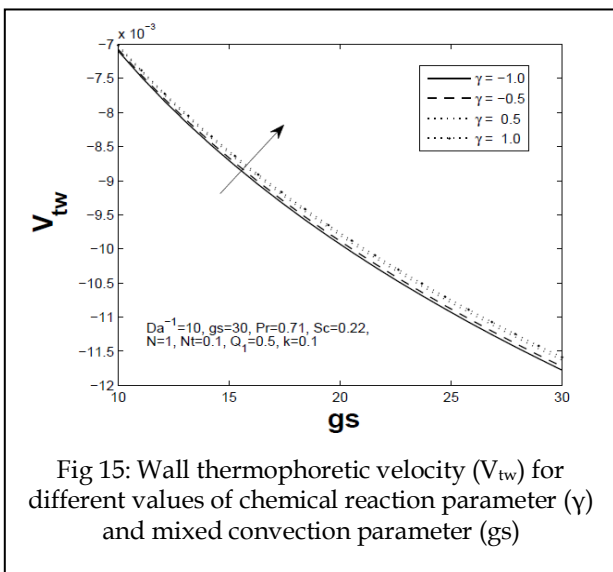 × 10⁻³
−7
−7.5
−8
−8.5
−9
−9.5
−10
−10.5
−11
−11.5
−12
V_tw
γ = −1.0
γ = −0.5
γ = 0.5
γ = 1.0
Da⁻¹=10, gs=30, Pr=0.71, Sc=0.22,
N=1, Nt=0.1, Q₁=0.5, k=0.1
10 15 20 25 30
gs
Fig 15: Wall thermophoretic velocity (V_tw) for
different values of chemical reaction parameter (γ)
and mixed convection parameter (gs)